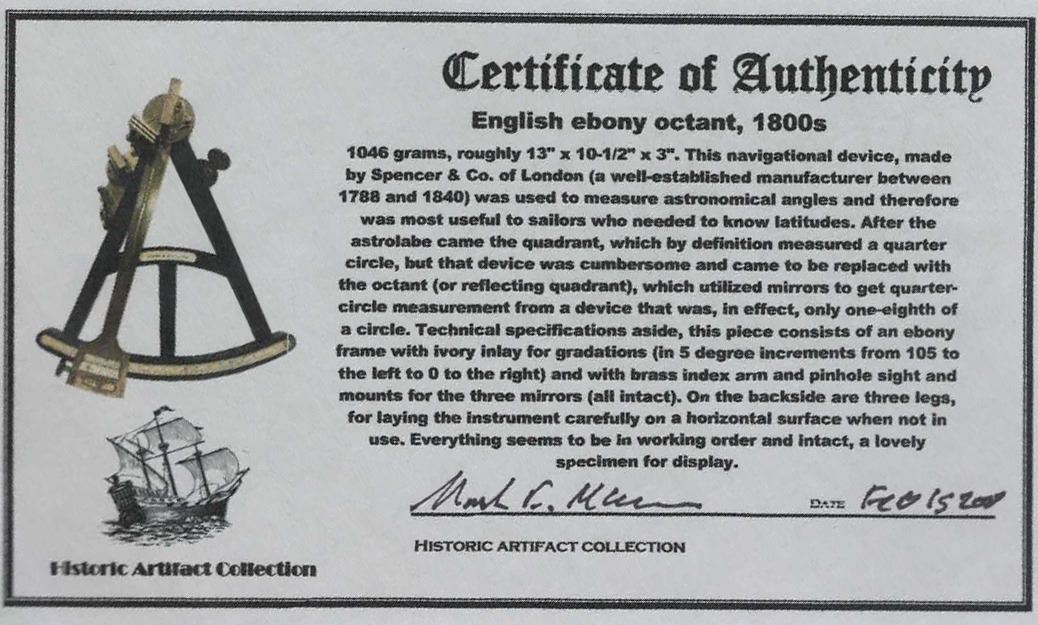 Certificate of Authenticity
English ebony octant, 1800s
1046 grams, roughly 13" x 10-1/2" x 3". This navigational device, made
by Spencer & Co. of London (a well-established manufacturer between
1788 and 1840) was used to measure astronomical angles and therefore
was most useful to sailors who needed to know latitudes. After the
astrolabe came the quadrant, which by definition measured a quarter
circle, but that device was cumbersome and came to be replaced with
the octant (or reflecting quadrant), which utilized mirrors to get quarter-
circle measurement from a device that was, in effect, only one-eighth of
a circle. Technical specifications aside, this piece consists of an ebony
frame with ivory inlay for gradations (in 5 degree increments from 105 to
the left to 0 to the right) and with brass index arm and pinhole sight and
mounts for the three mirrors (all intact). On the backside are three legs,
for laying the instrument carefully on a horizontal surface when not in
use. Everything seems to be in working order and intact, a lovely
specimen for display.
Mark
DATE Feb 15
HISTORIC ARTIFACT COLLECTION
Historic Artifact Collection